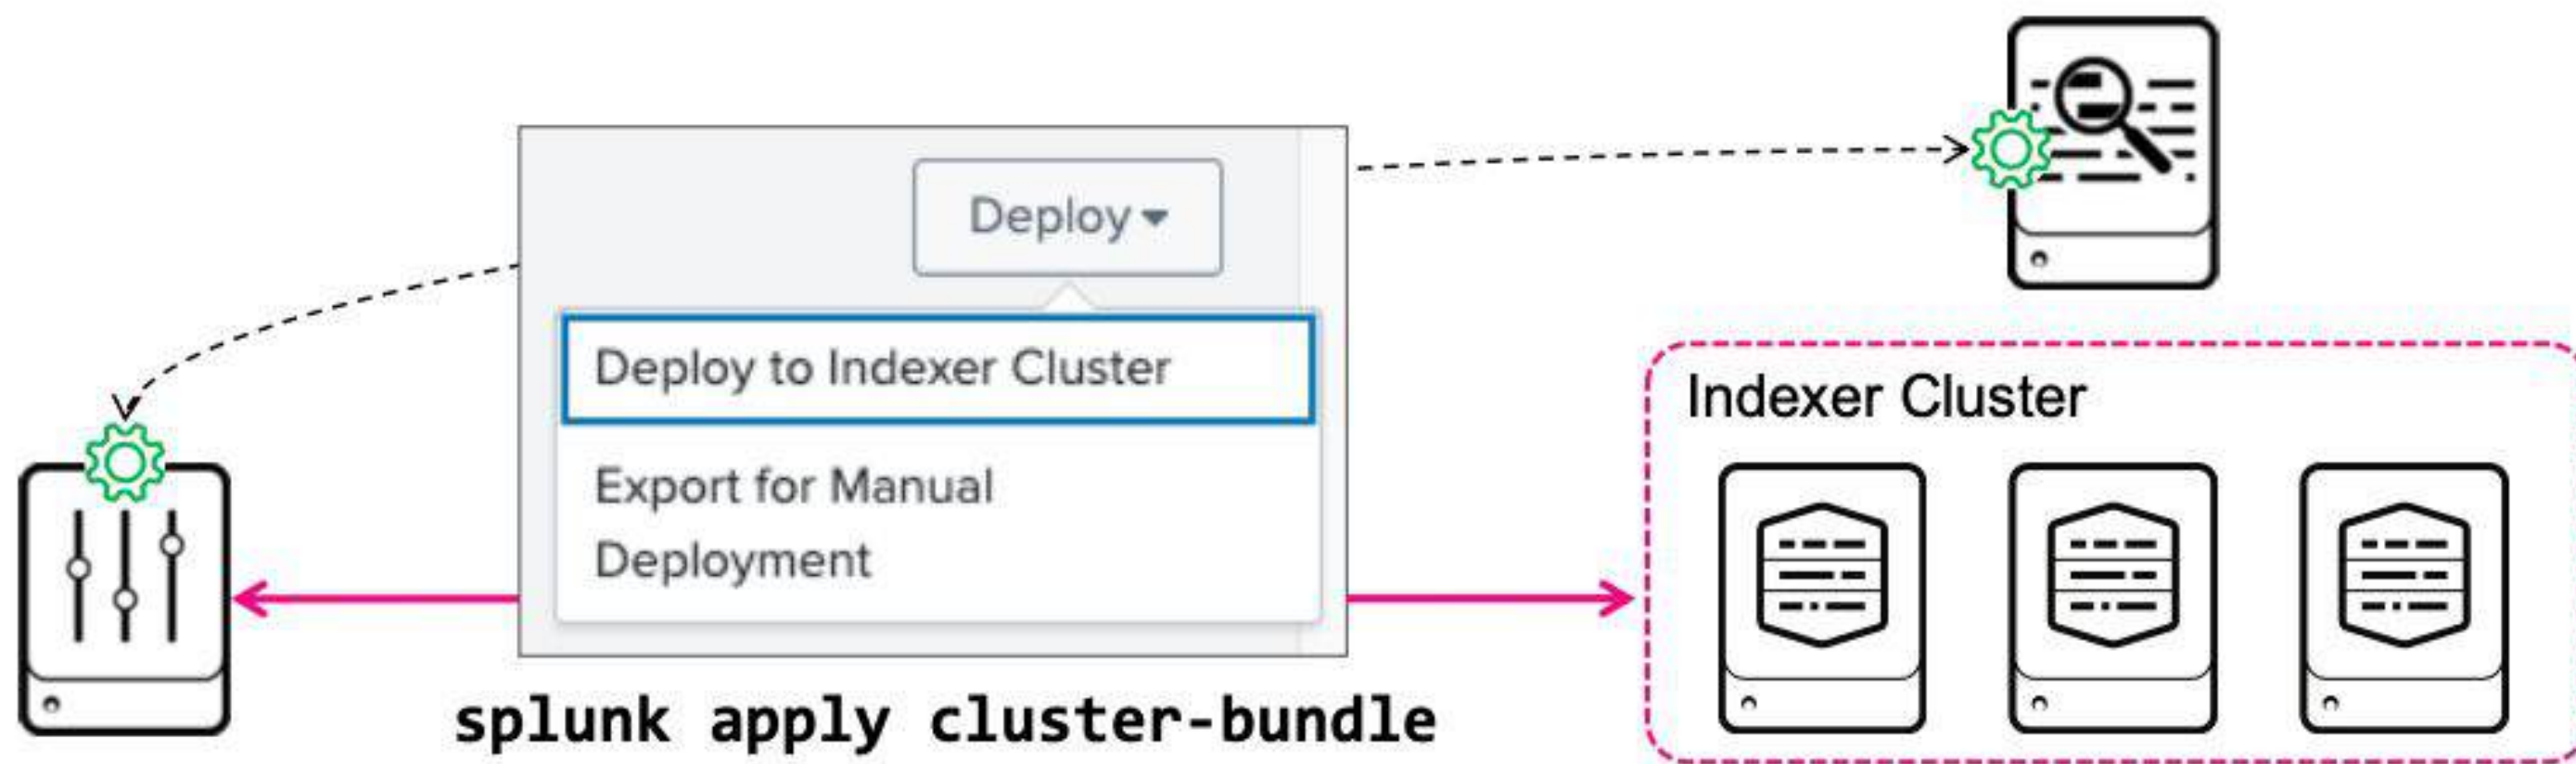 Deploy
Deploy to Indexer Cluster
Export for Manual
Deployment
splunk apply cluster-bundle
Indexer Cluster